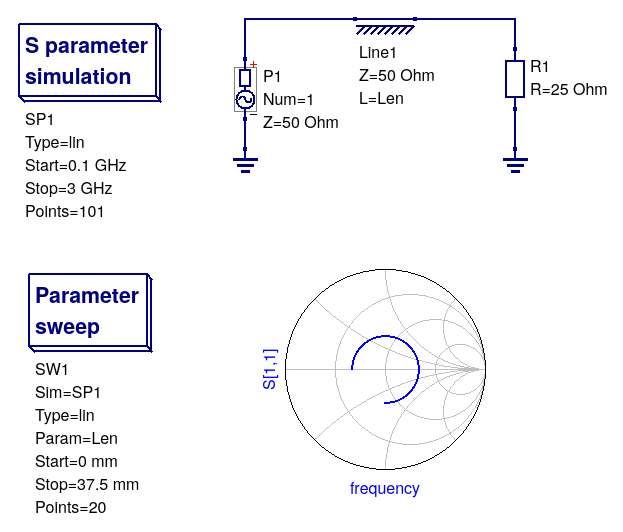 S parameter
simulation
SP1
Type=lin
Start=0.1 GHz
Stop=3 GHz
Points=101
+
P1
Num=1
Z=50 Ohm
Line1
Z=50 Ohm
L=Len
R1
R=25 Ohm
Parameter
sweep
SW1
Sim=SP1
Type=lin
Param=Len
Start=0 mm
Stop=37.5 mm
Points=20
S[1,1]
frequency